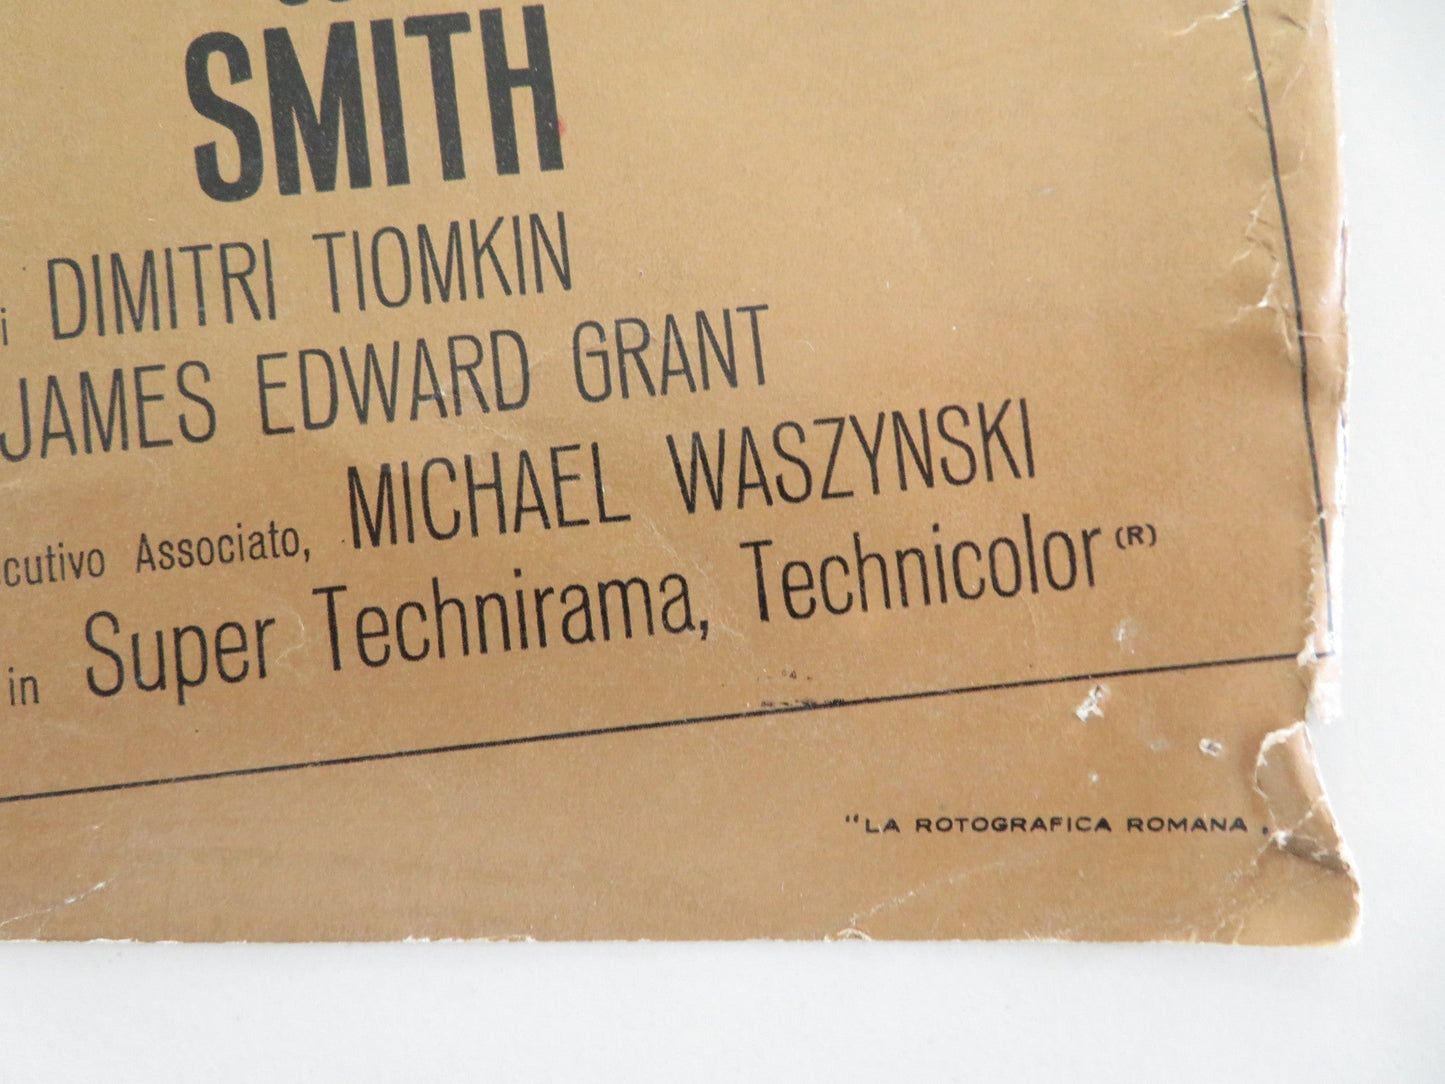 SMITH
i DIMITRI TIOMKIN
JAMES EDWARD GRANT
cutivo Associato, MICHAEL WASZYNSKI
in Super Technirama, Technicolor (R)
"LA ROTOGRAFICA ROMANA